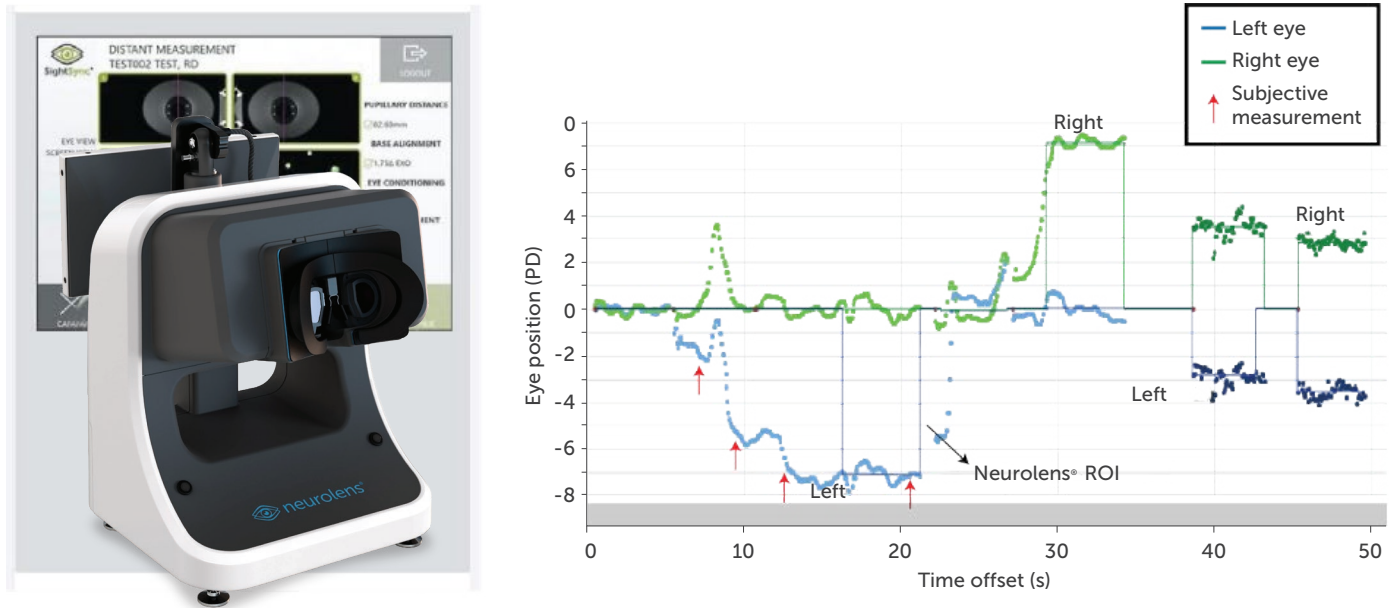 SightSync®
DISTANT MEASUREMENT
TEST002 TEST, RD
LOGOUT
PUPILLARY DISTANCE
62.60mm
EYE VIEW
BASE ALIGNMENT
1.75Δ EXO
EYE CONDITIONING
neurolens®
Left eye
Right eye
Subjective
measurement
Eye position (PD)
0
6
4
2
0
-2
-4
-6
-8
Right
Right
Left
Left
Neurolens® ROI
0
10
20
30
40
50
Time offset (s)